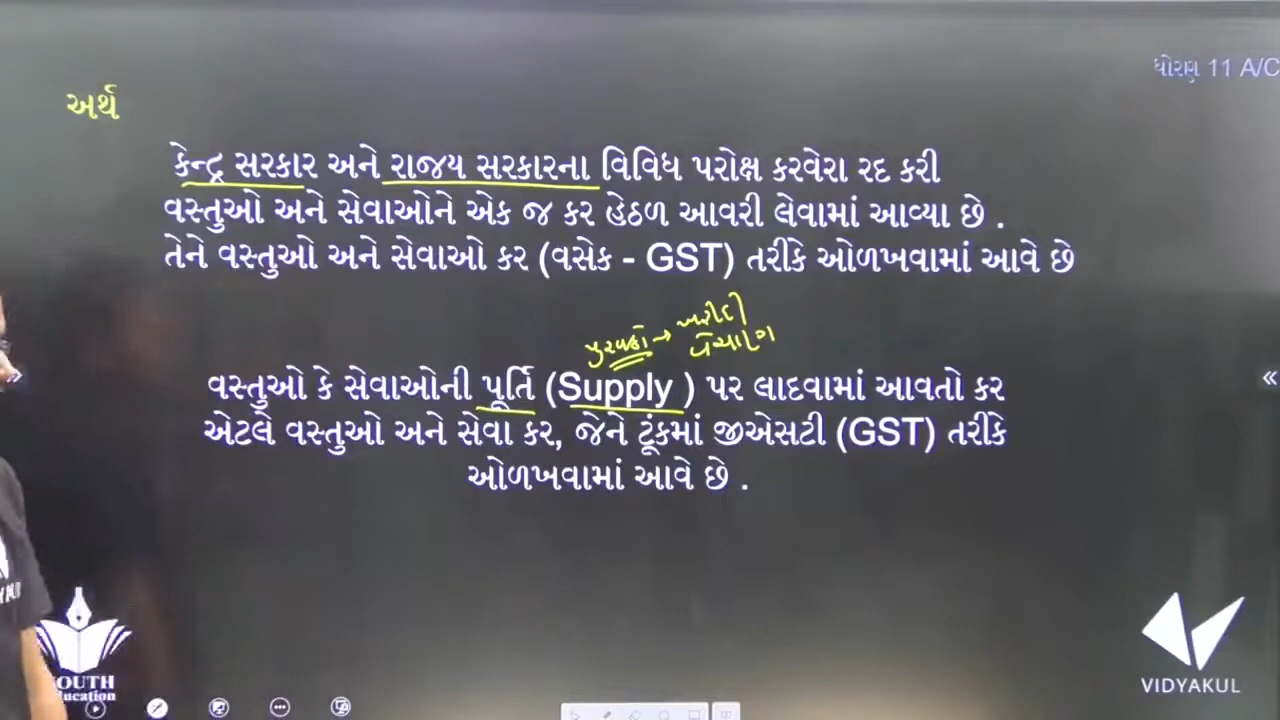 ધોરણ 11 A/C
અર્થ
કેન્દ્ર સરકાર અને રાજય સરકારના વિવિધ પરોક્ષ કરવેરા રદ કરી
વસ્તુઓ અને સેવાઓને એક જ કર હેઠળ આવરી લેવામાં આવ્યા છે .
તેને વસ્તુઓ અને સેવાઓ કર (વસેક - GST) તરીકે ઓળખવામાં આવે છે
પુરવઠો → ખરીદી
વેચાણ
વસ્તુઓ કે સેવાઓની પૂર્તિ (Supply ) પર લાદવામાં આવતો કર
એટલે વસ્તુઓ અને સેવા કર, જેને ટૂંકમાં જીએસટી (GST) તરીકે
ઓળખવામાં આવે છે .
OUTH
ducation
VIDYAKUL